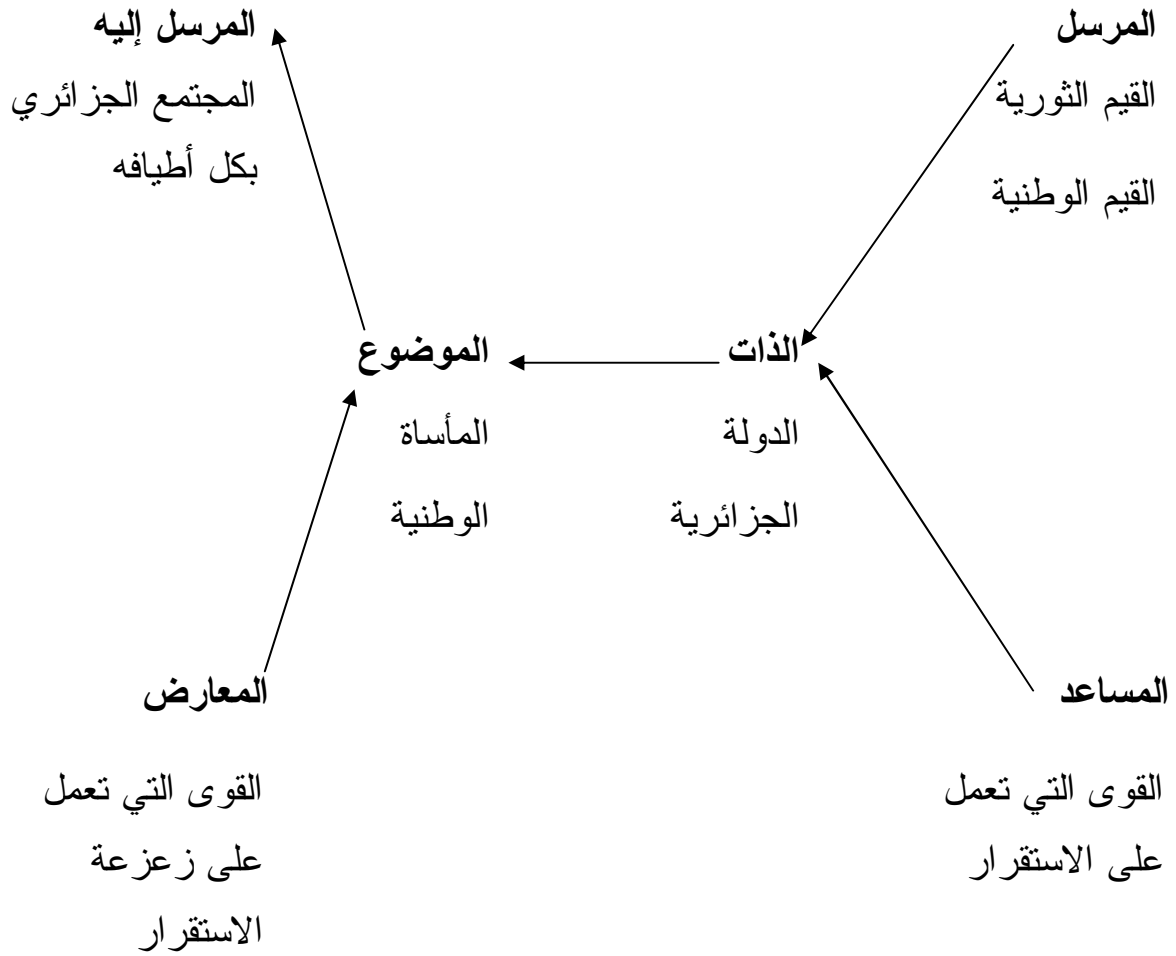 المرسل
القيم الثورية
القيم الوطنية
المرسل إليه
المجتمع الجزائري
بكل أطيافه
الذات
الدولة
الجزائرية
الموضوع
المأساة
الوطنية
المساعد
القوى التي تعمل
على الاستقرار
المعارض
القوى التي تعمل
على زعزعة
الاستقرار